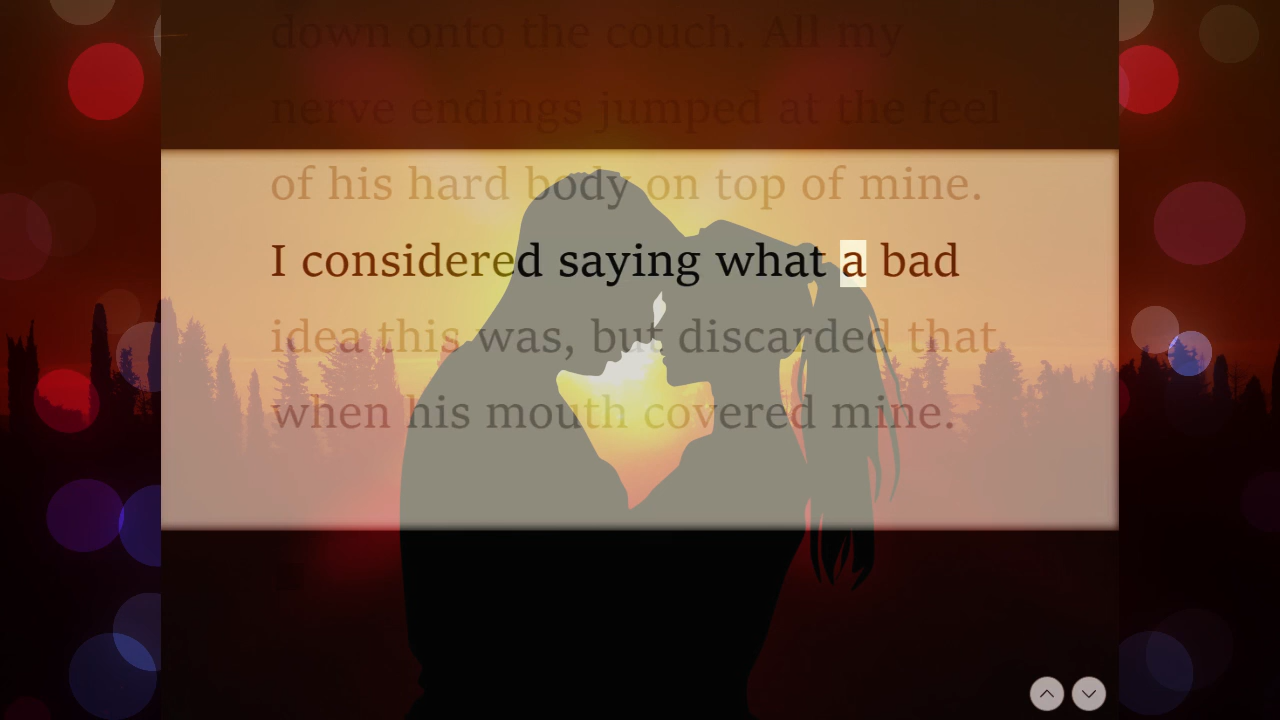 down onto the couch. All my
nerve endings jumped at the feel
of his hard body on top of mine.
I considered saying what a bad
idea this was, but discarded that
when his mouth covered mine.